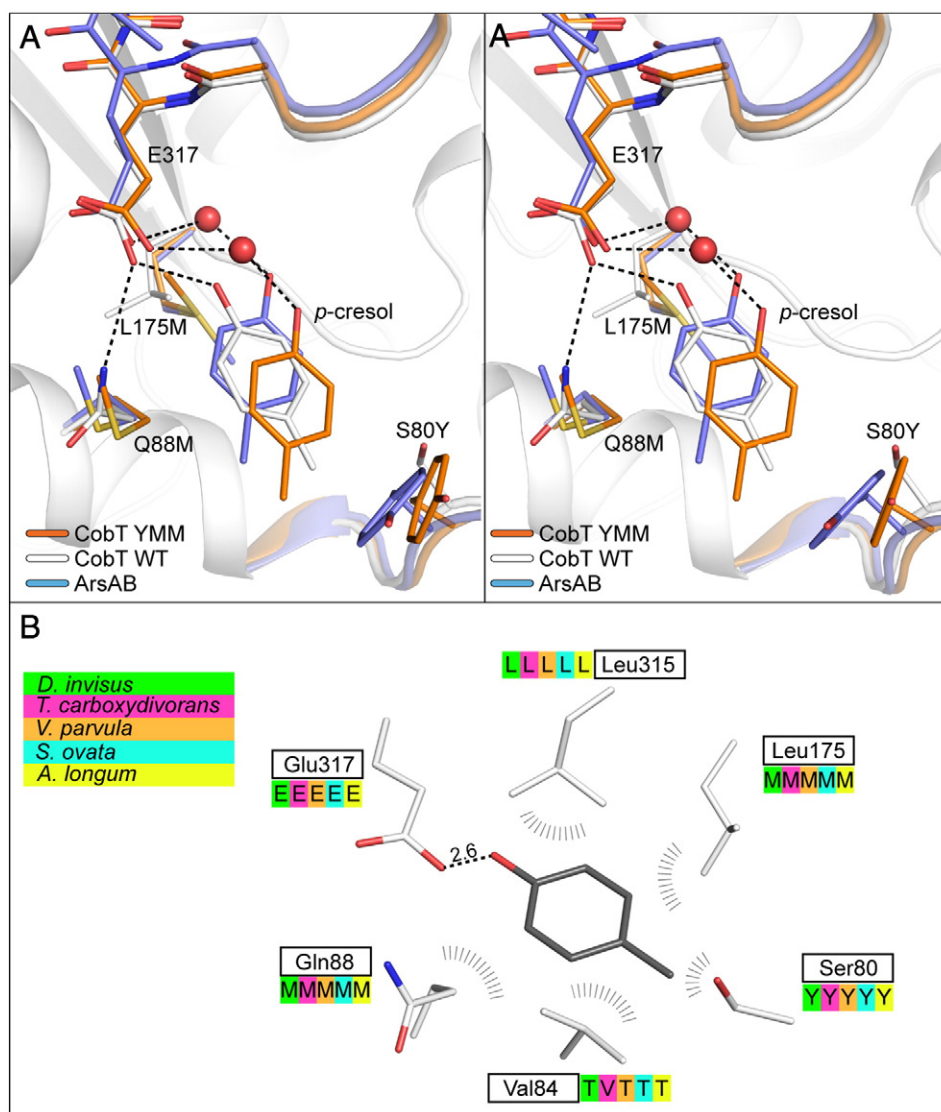 A
E317
p-cresol
L175M
Q88M
S80Y
CobT YMM
CobT WT
ArsAB
A
E317
p-cresol
L175M
Q88M
S80Y
CobT YMM
CobT WT
ArsAB
B
D. invisus
T. carboxydivorans
V. parvula
S. ovata
A. longum
LLLLL Leu315
Leu175
MMMMM
Glu317
EEEEE
2.6
Gln88
MMMMM
Ser80
YYYYY
Val84 TVTTT